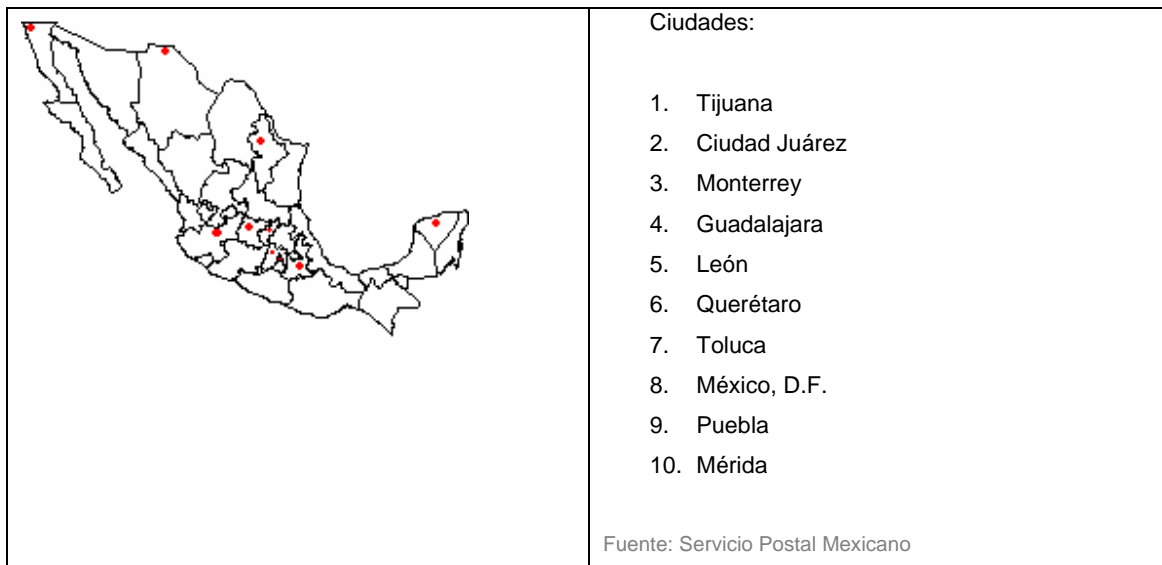 Ciudades:
1. Tijuana
2. Ciudad Juárez
3. Monterrey
4. Guadalajara
5. León
6. Querétaro
7. Toluca
8. México, D.F.
9. Puebla
10. Mérida
Fuente: Servicio Postal Mexicano